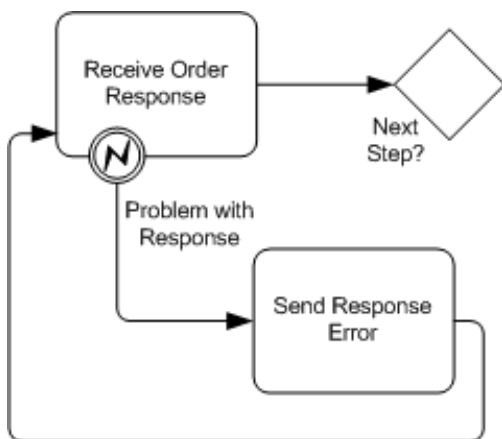 Receive Order
Response
Next
Step?
Problem with
Response
Send Response
Error